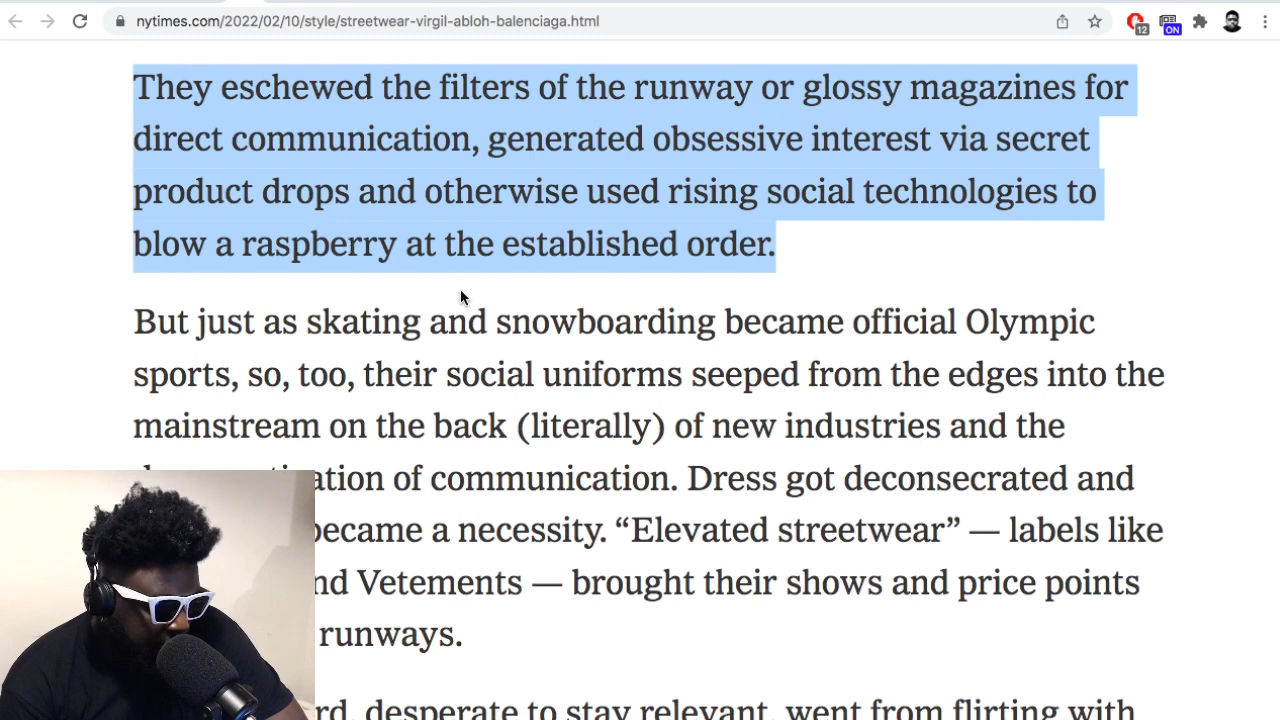 nytimes.com/2022/02/10/style/streetwear-virgil-abloh-balenciaga.html
12
ON
They eschewed the filters of the runway or glossy magazines for
direct communication, generated obsessive interest via secret
product drops and otherwise used rising social technologies to
blow a raspberry at the established order.
But just as skating and snowboarding became official Olympic
sports, so, too, their social uniforms seeped from the edges into the
mainstream on the back (literally) of new industries and the
ation of communication. Dress got deconsecrated and
became a necessity. “Elevated streetwear” — labels like
nd Vetements — brought their shows and price points
runways.
rd, desperate to stay relevant, went from flirting with